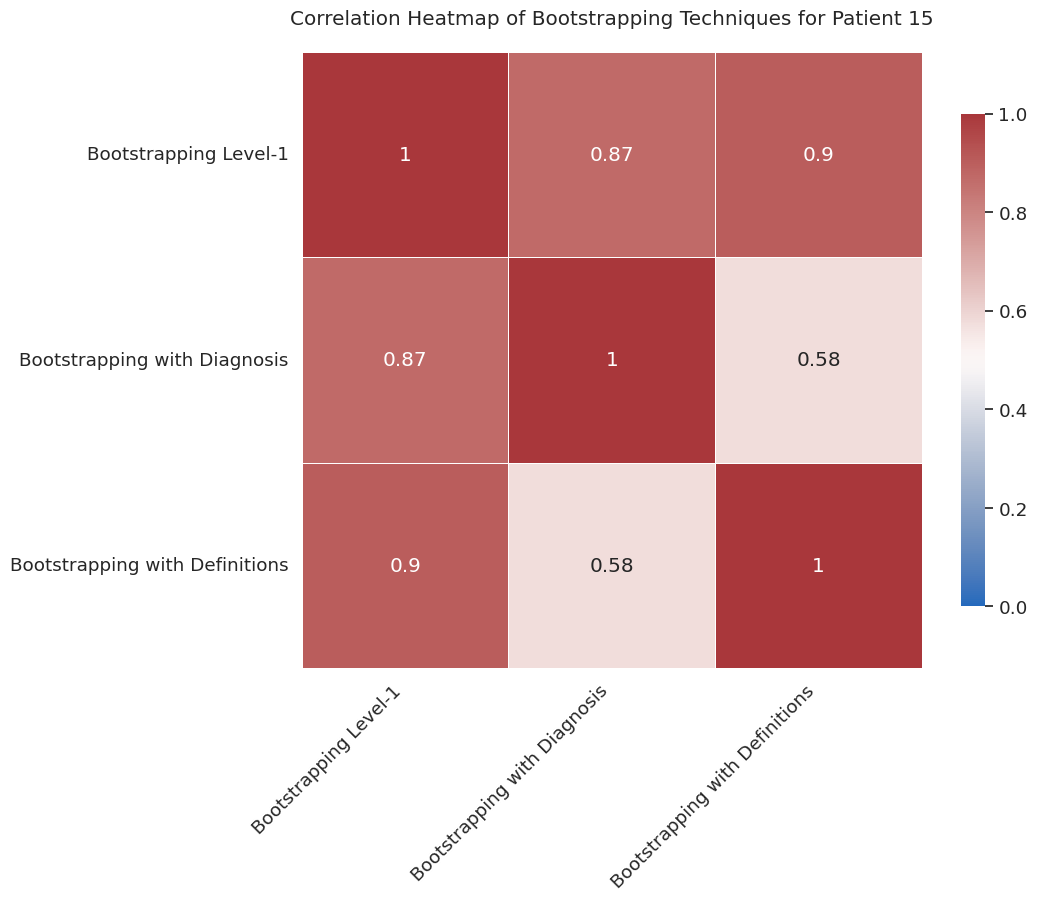 Correlation Heatmap of Bootstrapping Techniques for Patient 15
Bootstrapping Level-1
1
0.87
0.9
Bootstrapping with Diagnosis
0.87
1
0.58
Bootstrapping with Definitions
0.9
0.58
1
Bootstrapping Level-1
Bootstrapping with Diagnosis
Bootstrapping with Definitions
1.0
0.8
0.6
0.4
0.2
0.0